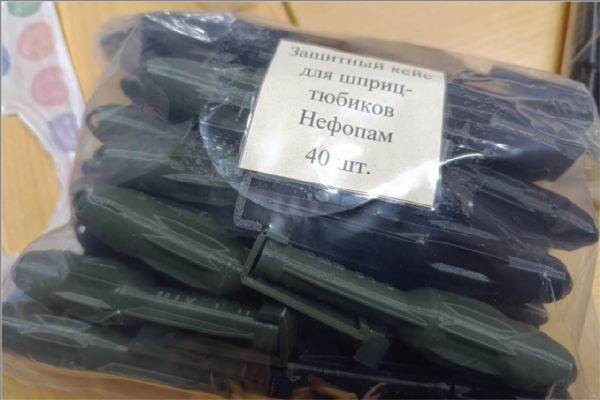 Защитный кейс
для шприц-
тюбиков
Нефопам
40 шт.